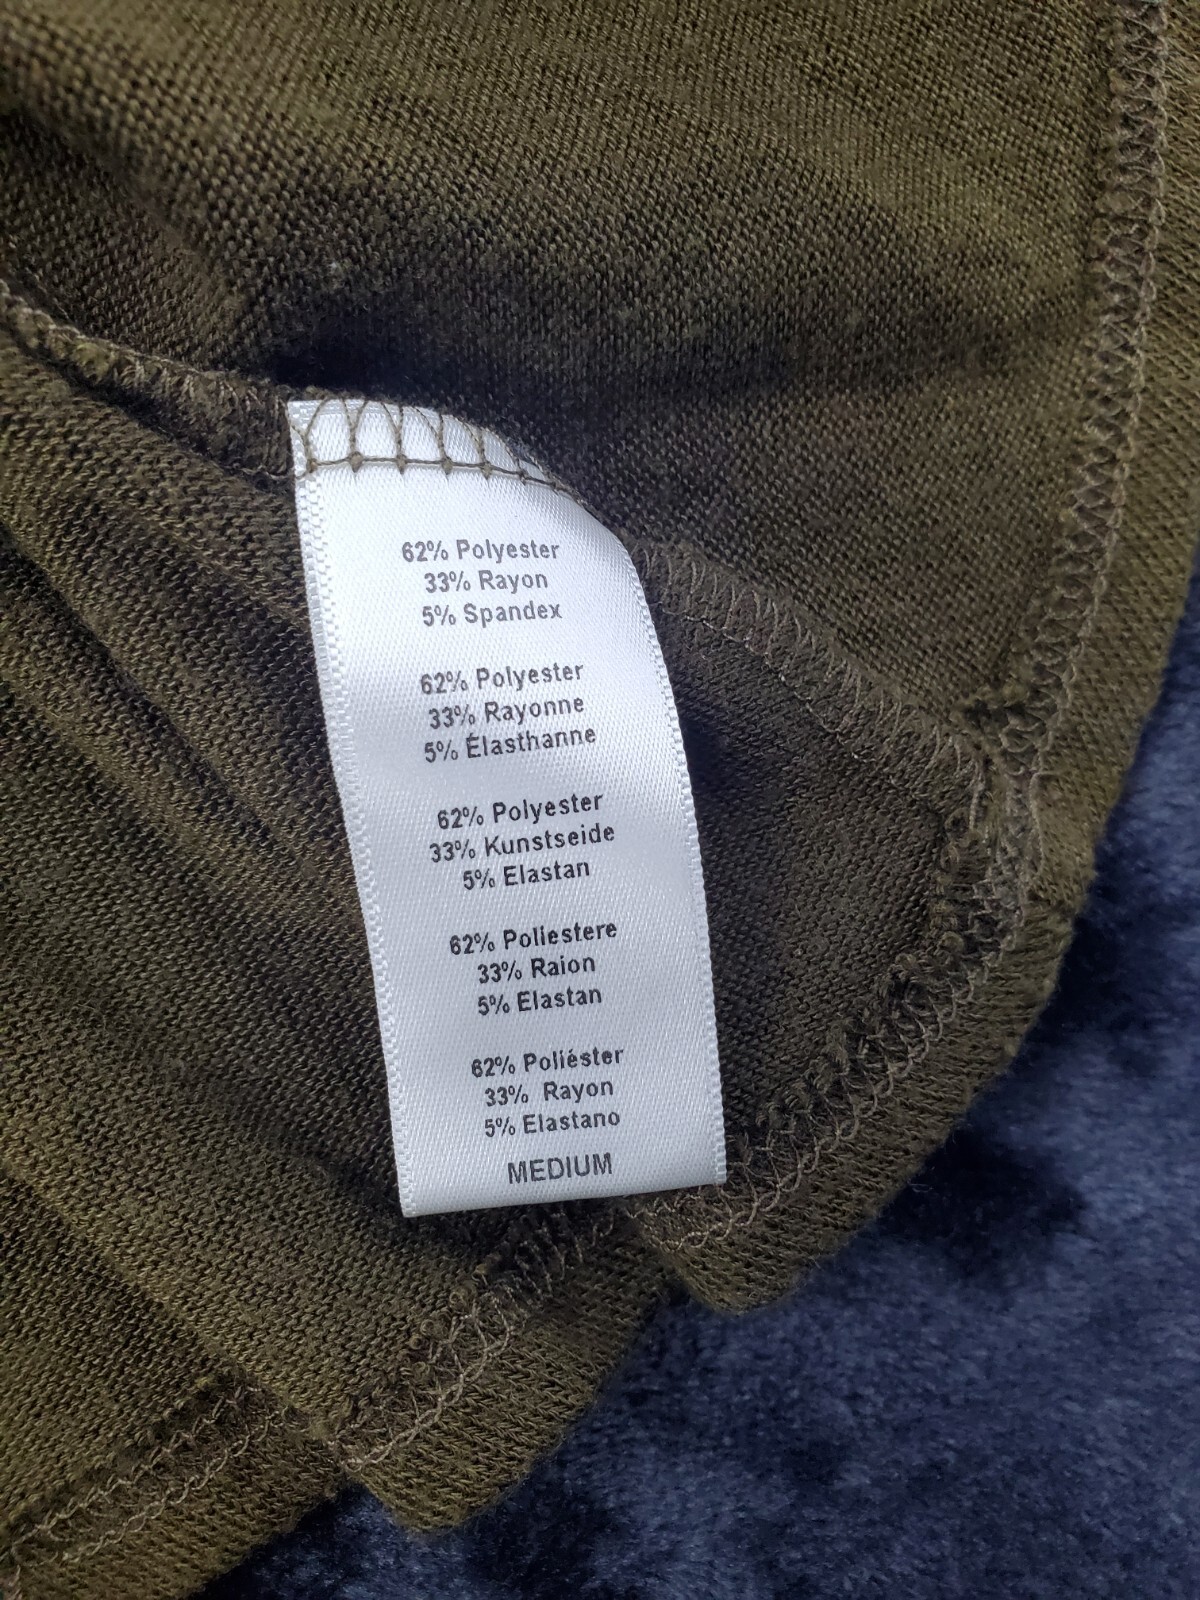 62% Polyester
33% Rayon
5% Spandex
62% Polyester
33% Rayonne
5% Élasthanne
62% Polyester
33% Kunstseide
5% Elastan
62% Poliestere
33% Raion
5% Elastan
62% Poliéster
33% Rayon
5% Elastano
MEDIUM